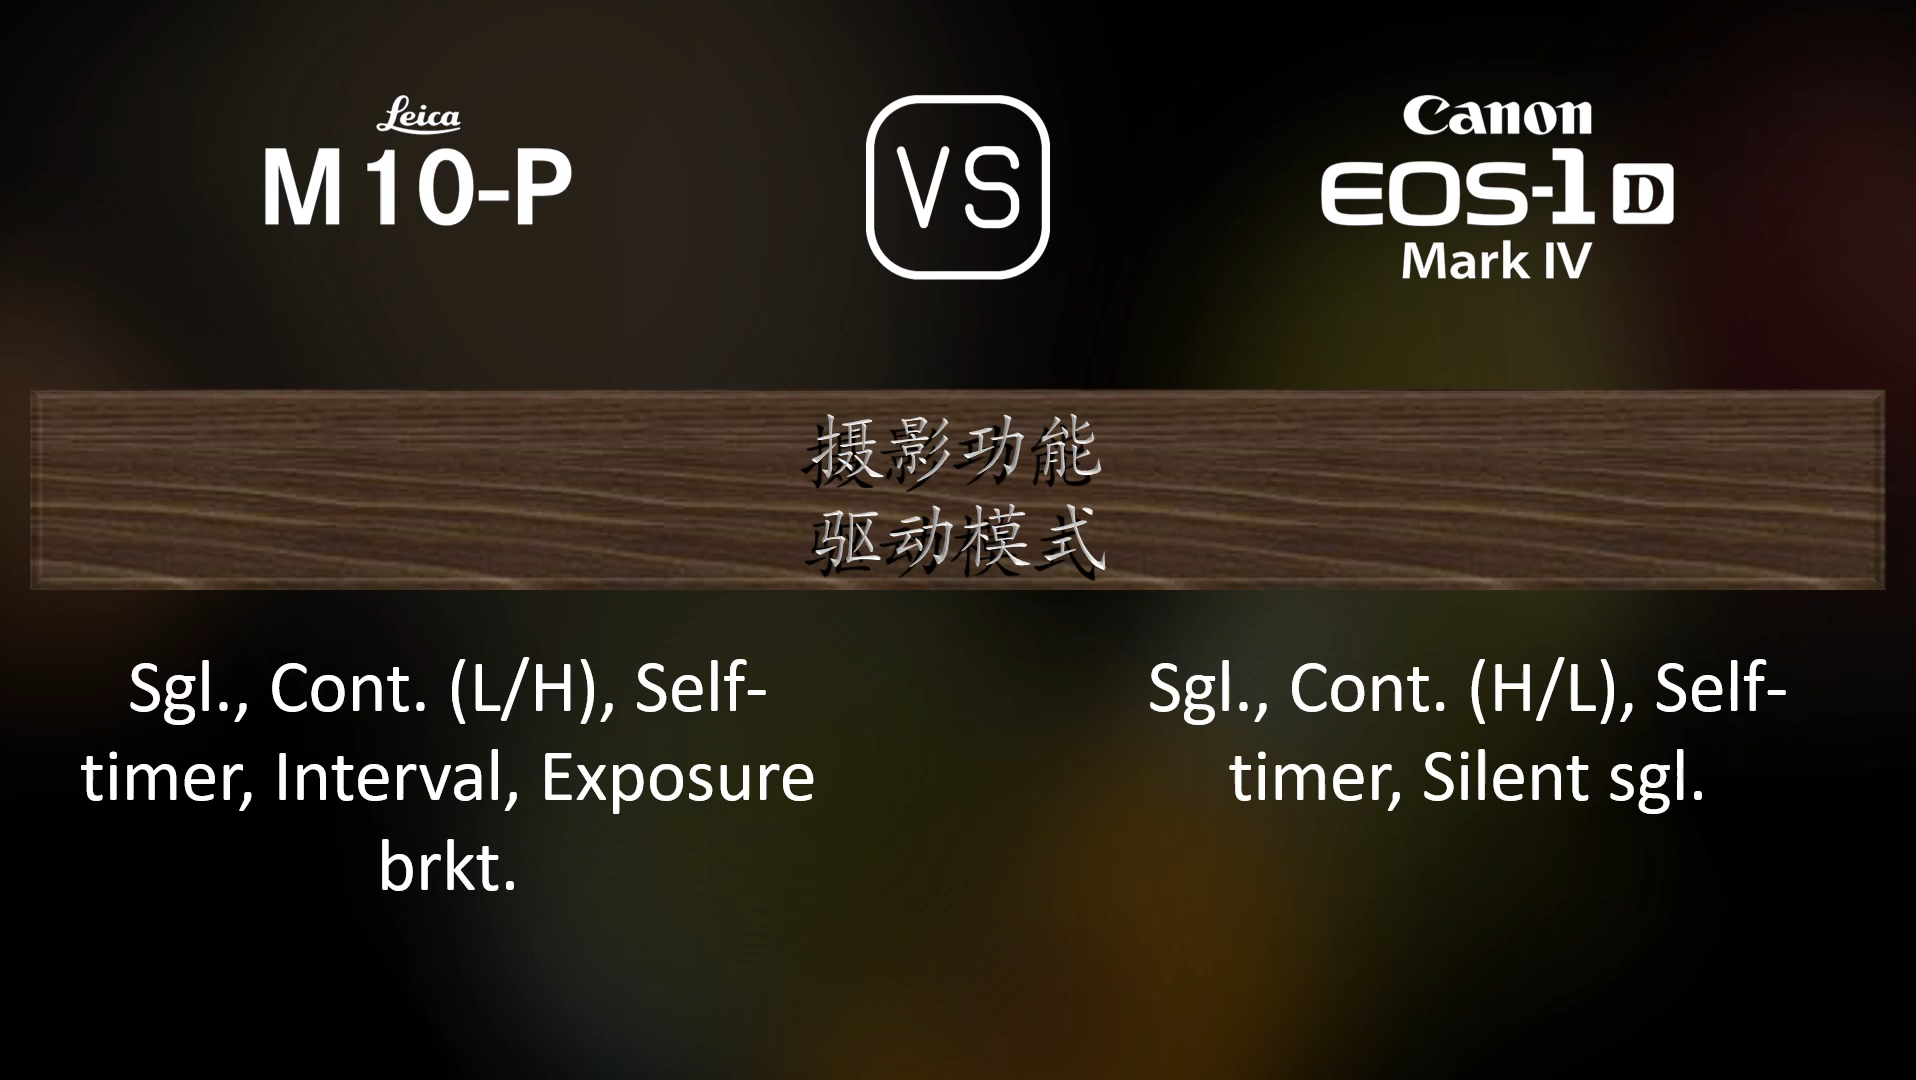 Leica
M10-P
VS
Canon
EOS-1D
Mark IV
摄影功能
驱动模式
Sgl., Cont. (L/H), Self-
timer, Interval, Exposure
brkt.
Sgl., Cont. (H/L), Self-
timer, Silent sgl.